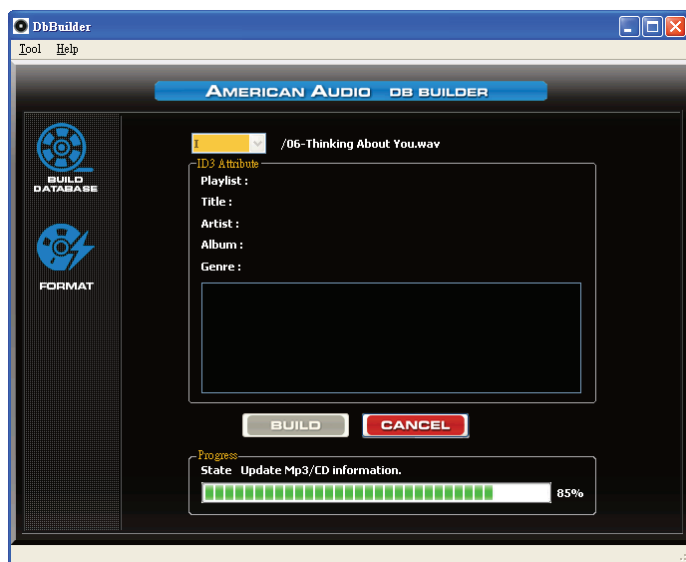 DbBuilder
Tool Help
AMERICAN AUDIO DB BUILDER
I /06-Thinking About You.wav
BUILD
DATABASE
FORMAT
ID3 Attribute
Playlist :
Title :
Artist :
Album :
Genre :
BUILD CANCEL
Progress
State Update Mp3/CD information.
85%